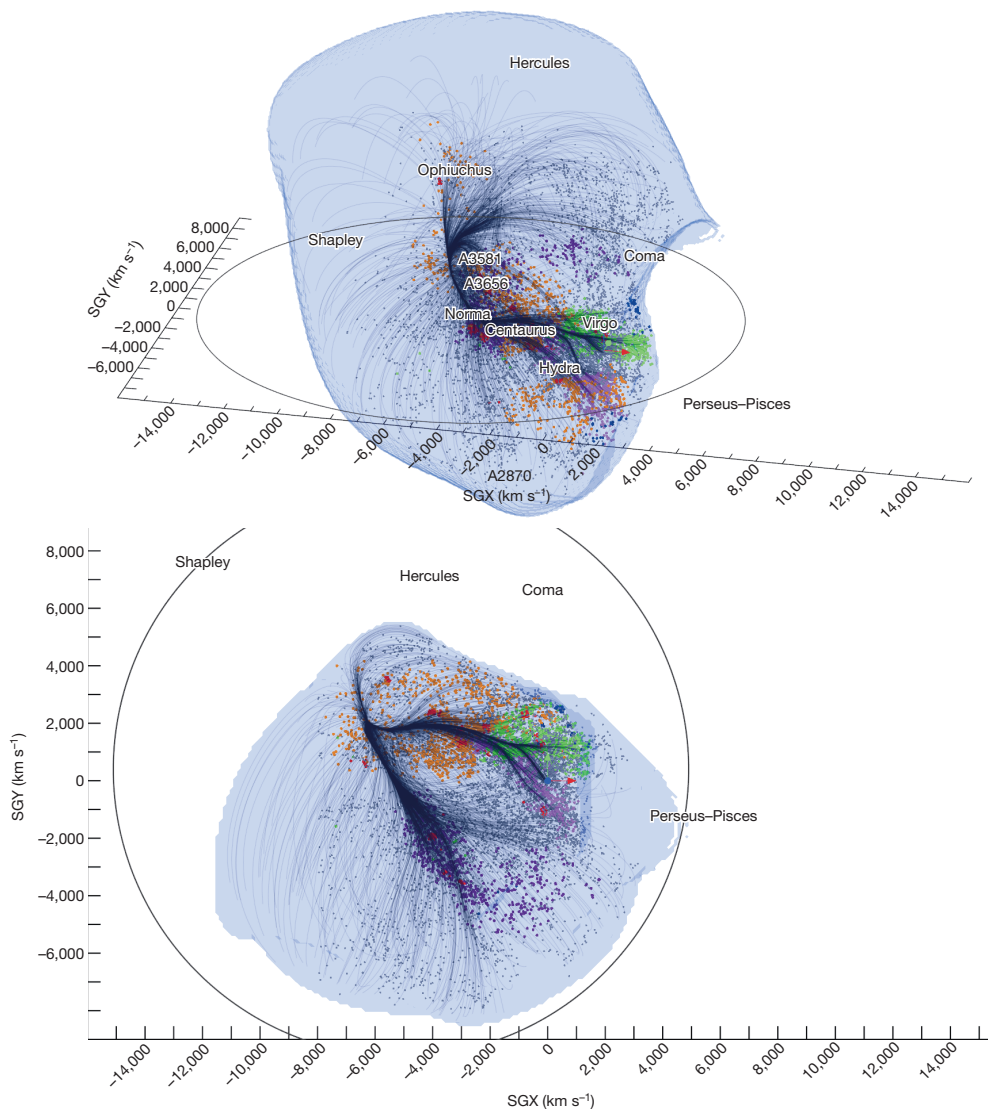 Hercules
Ophiuchus
Shapley
A3581
Coma
A3656
Norma
Virgo
Centaurus
Hydra
Perseus–Pisces
A2870
SGY (km s⁻¹)
8,000
6,000
4,000
2,000
0
−2,000
−4,000
−6,000
−14,000
−12,000
−10,000
−8,000
−6,000
−4,000
−2,000
0
2,000
4,000
6,000
8,000
10,000
12,000
14,000
SGX (km s⁻¹)
Shapley
Hercules
Coma
Perseus–Pisces
SGY (km s⁻¹)
8,000
6,000
4,000
2,000
0
−2,000
−4,000
−6,000
−14,000
−12,000
−10,000
−8,000
−6,000
−4,000
−2,000
0
2,000
4,000
6,000
8,000
10,000
12,000
14,000
SGX (km s⁻¹)